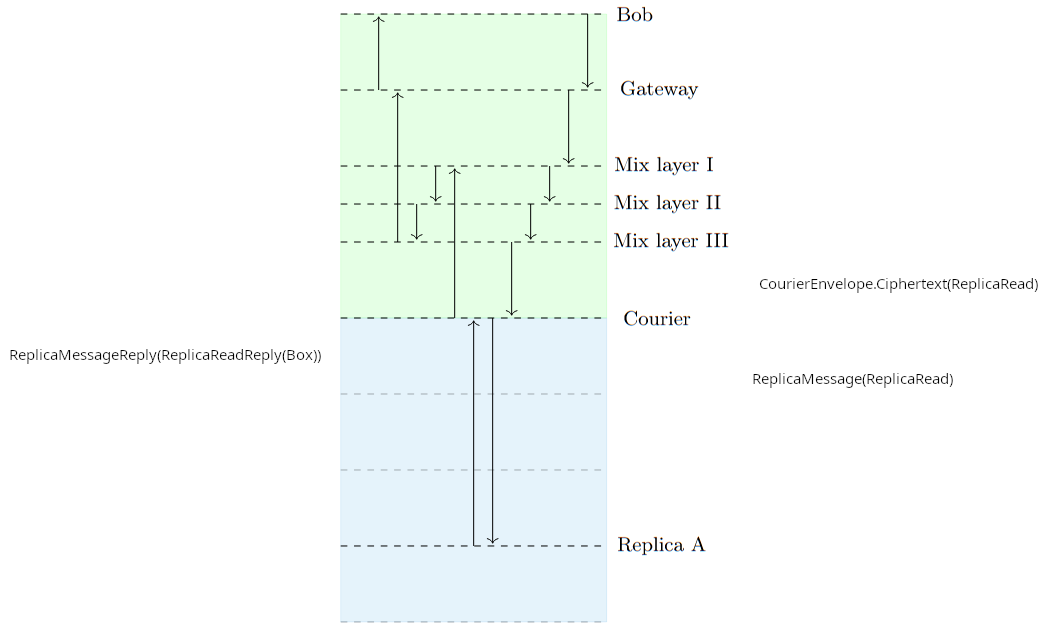 Bob
Gateway
Mix layer I
Mix layer II
Mix layer III
CourierEnvelope.Ciphertext(ReplicaRead)
Courier
ReplicaMessageReply(ReplicaReadReply(Box))
ReplicaMessage(ReplicaRead)
Replica A